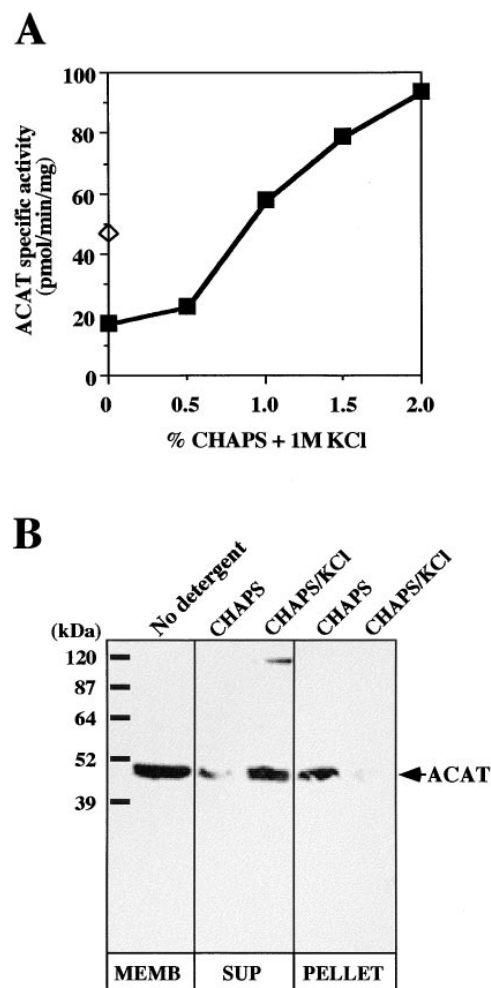 A
ACAT specific activity
(pmol/min/mg)
100
80
60
40
20
0
0 0.5 1.0 1.5 2.0
% CHAPS + 1M KCl
B
No detergent
CHAPS
CHAPS/KCl
CHAPS
CHAPS/KCl
(kDa)
120
87
64
52
39
ACAT
MEMB SUP PELLET